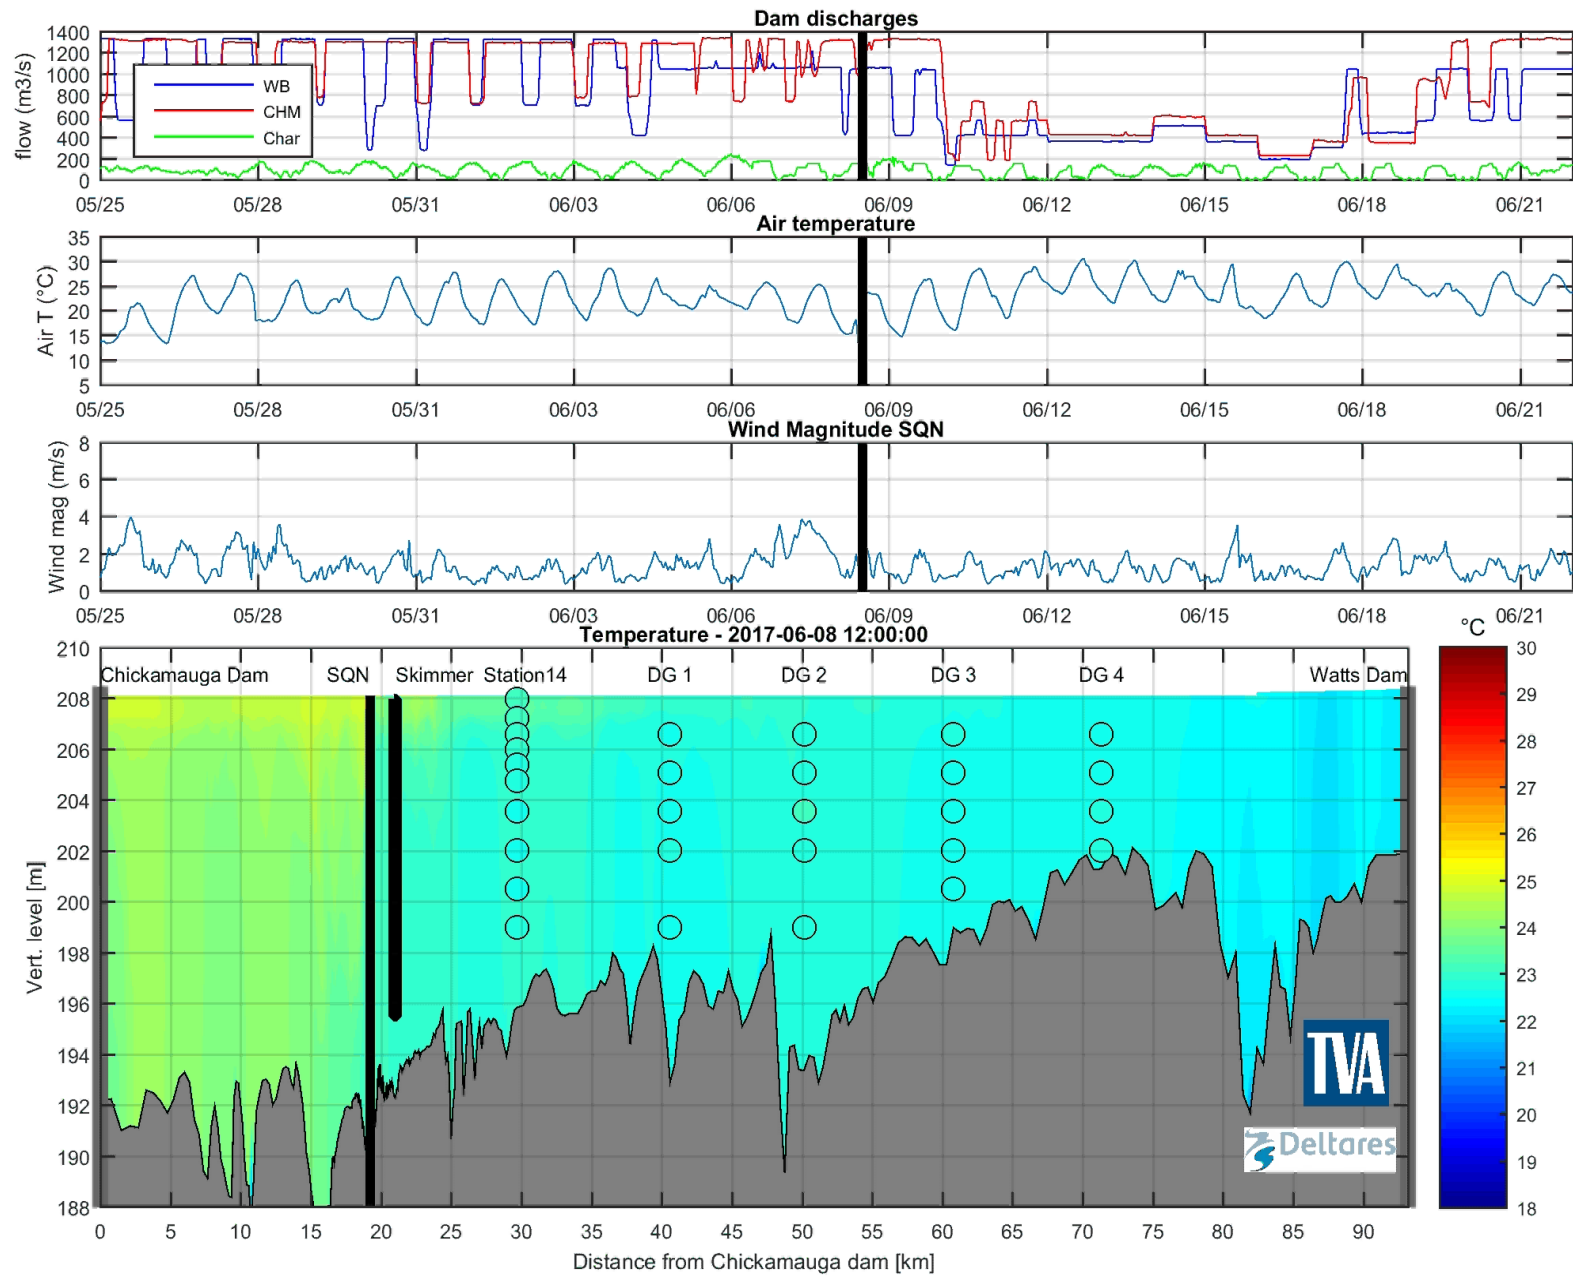 Dam discharges
flow (m3/s)
1400
1200
1000
800
600
400
200
0
WB
CHM
Char
05/25 05/28 05/31 06/03 06/06 06/09 06/12 06/15 06/18 06/21
Air temperature
Air T (°C)
35
30
25
20
15
10
5
05/25 05/28 05/31 06/03 06/06 06/09 06/12 06/15 06/18 06/21
Wind Magnitude SQN
Wind mag (m/s)
8
6
4
2
0
05/25 05/28 05/31 06/03 06/06 06/09 06/12 06/15 06/18 06/21
Temperature - 2017-06-08 12:00:00
°C
Chickamauga Dam SQN Skimmer Station14 DG 1 DG 2 DG 3 DG 4 Watts Dam
Vert. level [m]
210
208
206
204
202
200
198
196
194
192
190
188
0 5 10 15 20 25 30 35 40 45 50 55 60 65 70 75 80 85 90
Distance from Chickamauga dam [km]
30
29
28
27
26
25
24
23
22
21
20
19
18
TVA
Deltares